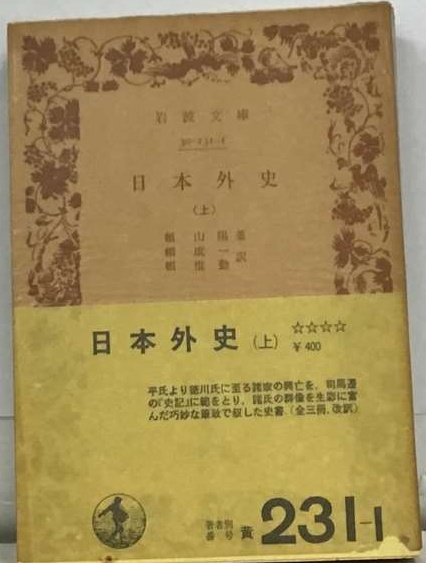 岩波文庫
30-231-1
日本外史
(上)
頼 山 陽 著
頼 成 一
頼 惟 勤 訳
日本外史 (上) ☆☆☆☆
¥400
平氏より徳川氏に至る諸家の興亡を、司馬遷
の『史記』に範をとり、諸氏の群像を生彩に富
んだ巧妙な筆致で叙した史書。(全三冊、改訳)
著者別
番 号 黄 231-1